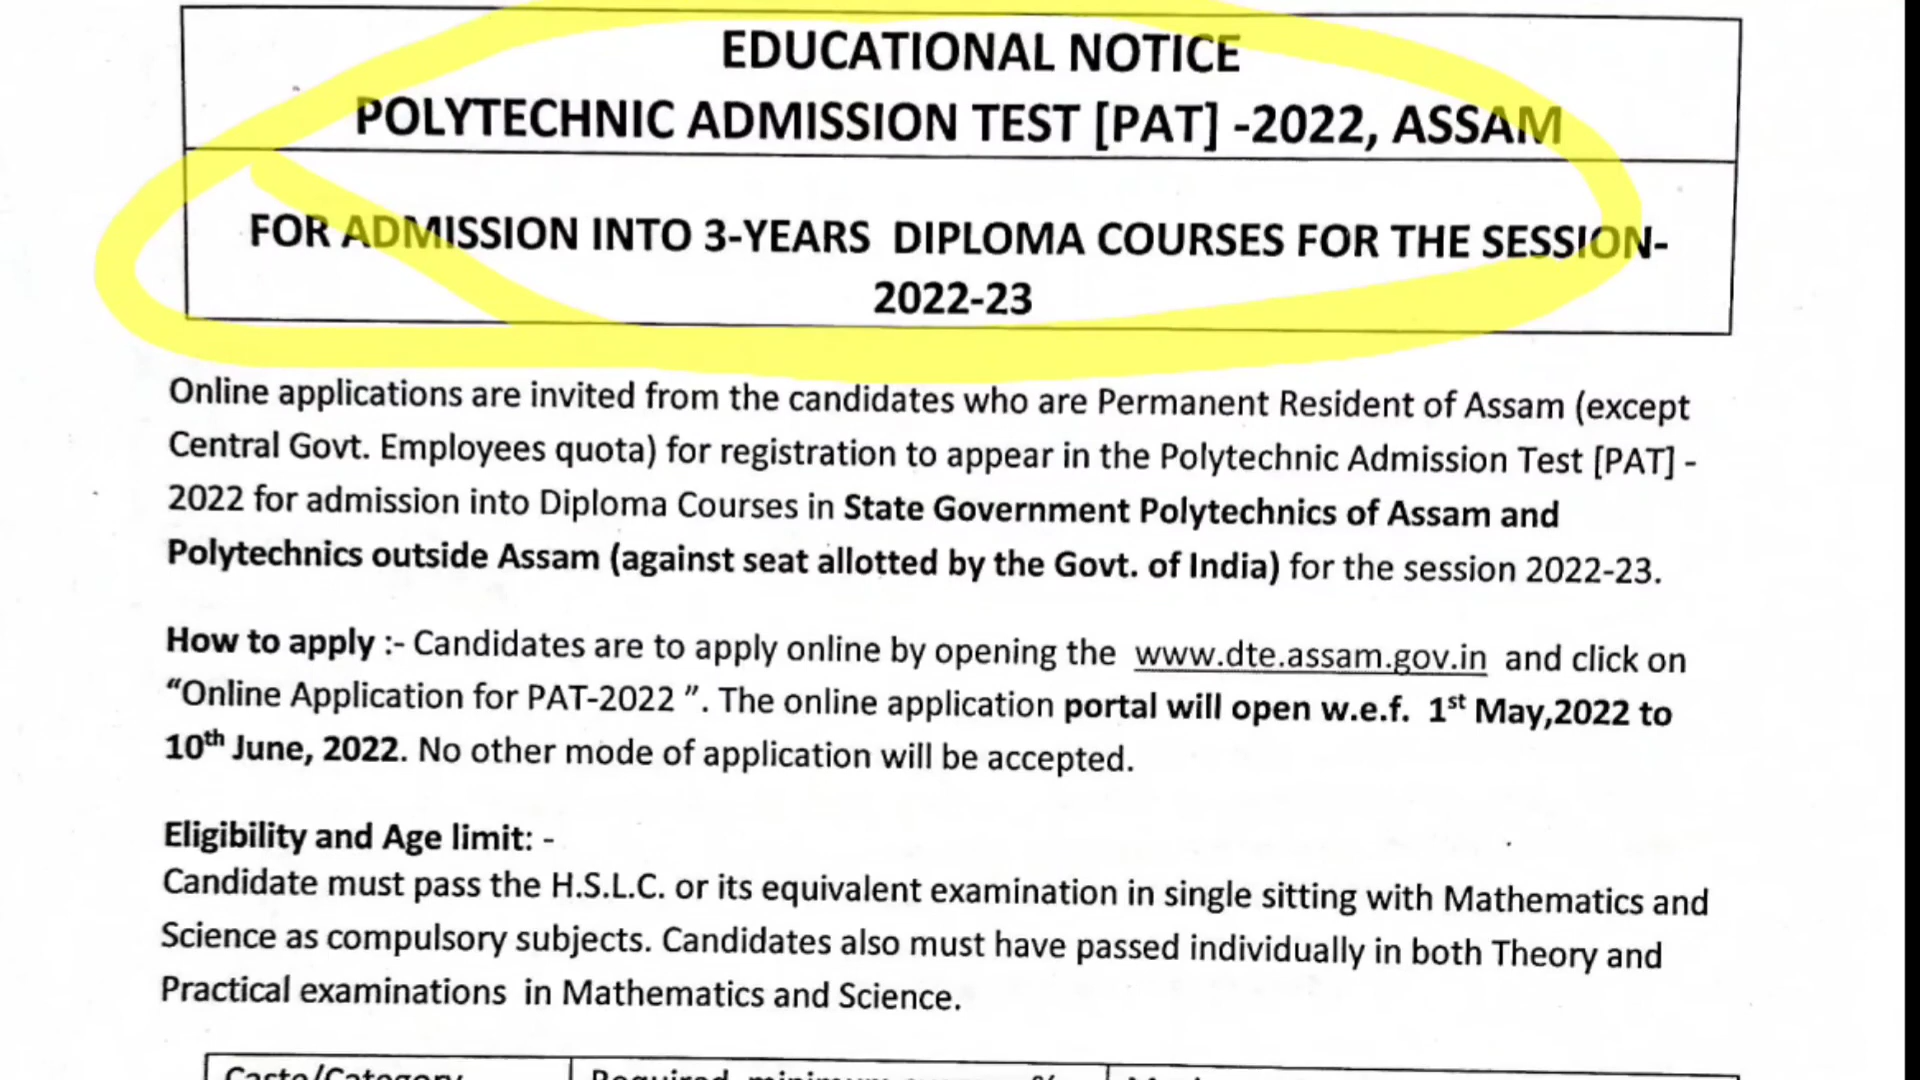 EDUCATIONAL NOTICE
POLYTECHNIC ADMISSION TEST [PAT] -2022, ASSAM
FOR ADMISSION INTO 3-YEARS DIPLOMA COURSES FOR THE SESSION-
2022-23
Online applications are invited from the candidates who are Permanent Resident of Assam (except
Central Govt. Employees quota) for registration to appear in the Polytechnic Admission Test [PAT] -
2022 for admission into Diploma Courses in State Government Polytechnics of Assam and
Polytechnics outside Assam (against seat allotted by the Govt. of India) for the session 2022-23.
How to apply :- Candidates are to apply online by opening the www.dte.assam.gov.in and click on
“Online Application for PAT-2022 ”. The online application portal will open w.e.f. 1st May,2022 to
10th June, 2022. No other mode of application will be accepted.
Eligibility and Age limit: -
Candidate must pass the H.S.L.C. or its equivalent examination in single sitting with Mathematics and
Science as compulsory subjects. Candidates also must have passed individually in both Theory and
Practical examinations in Mathematics and Science.
Caste/Category Required minimum